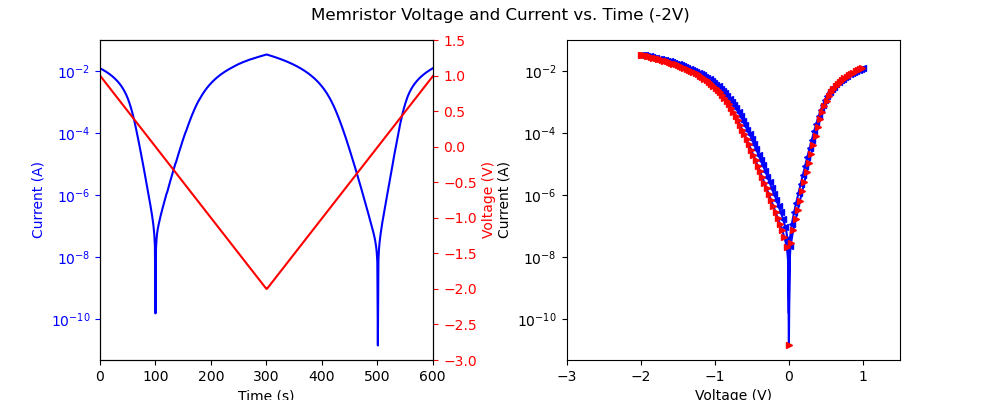 Memristor Voltage and Current vs. Time (-2V)
Current (A)
10^-2
10^-4
10^-6
10^-8
10^-10
0 100 200 300 400 500 600
Time (s)
1.5
1.0
0.5
0.0
−0.5
−1.0
−1.5
−2.0
−2.5
−3.0
Voltage (V)
Current (A)
10^-2
10^-4
10^-6
10^-8
10^-10
−3 −2 −1 0 1
Voltage (V)